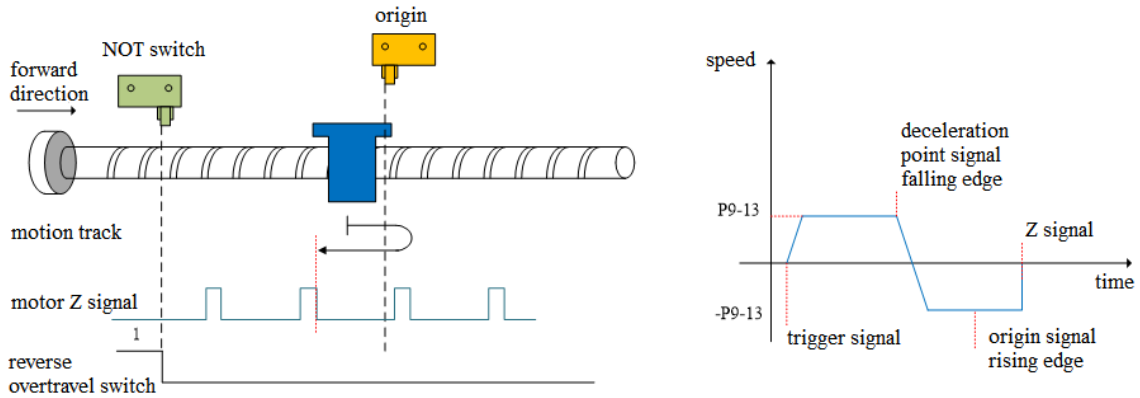 origin
NOT switch
forward
direction
motion track
motor Z signal
1
reverse
overtravel switch
speed
deceleration
point signal
falling edge
P9-13
Z signal
time
-P9-13
trigger signal
origin signal
rising edge